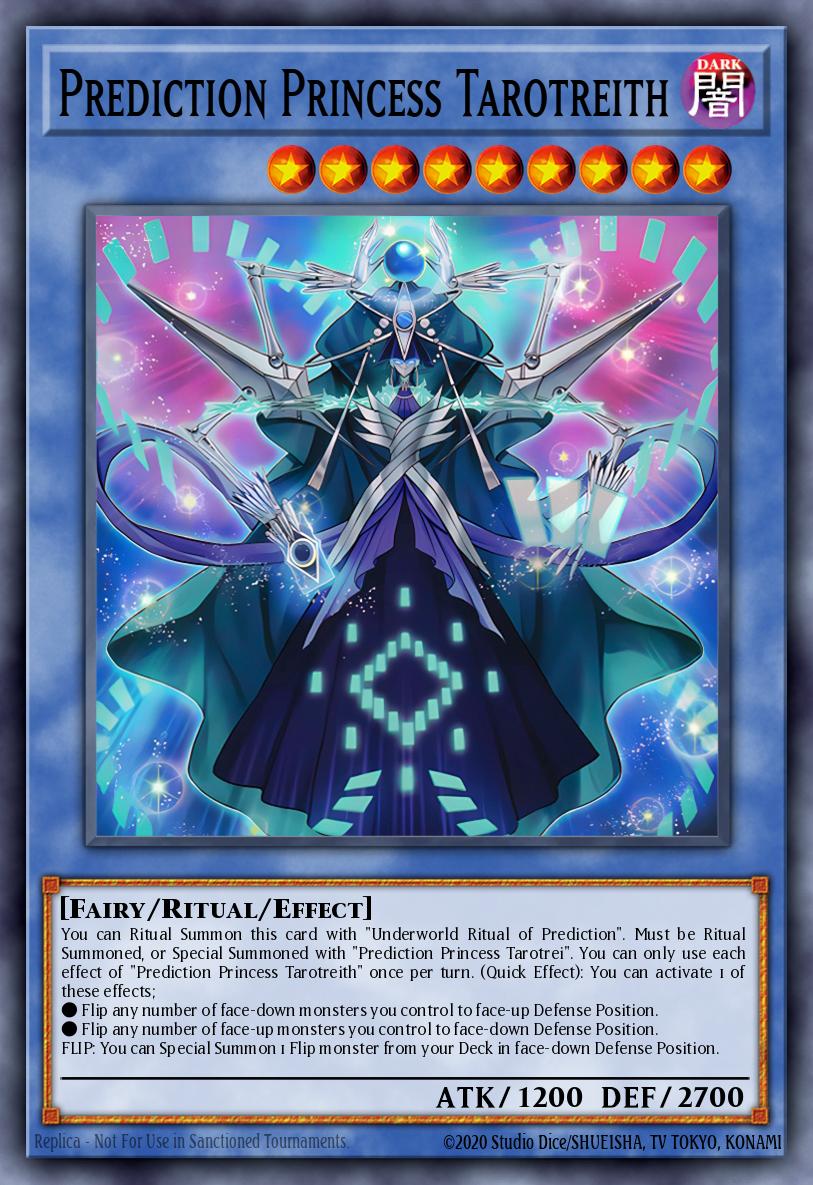 Prediction Princess Tarotreith
DARK
闇
[Fairy/Ritual/Effect]
You can Ritual Summon this card with "Underworld Ritual of Prediction". Must be Ritual
Summoned, or Special Summoned with "Prediction Princess Tarotrei". You can only use each
effect of "Prediction Princess Tarotreith" once per turn. (Quick Effect): You can activate 1 of
these effects;
● Flip any number of face-down monsters you control to face-up Defense Position.
● Flip any number of face-up monsters you control to face-down Defense Position.
FLIP: You can Special Summon 1 Flip monster from your Deck in face-down Defense Position.
ATK/1200 DEF/2700
Replica - Not For Use in Sanctioned Tournaments.
©2020 Studio Dice/SHUEISHA, TV TOKYO, KONAMI